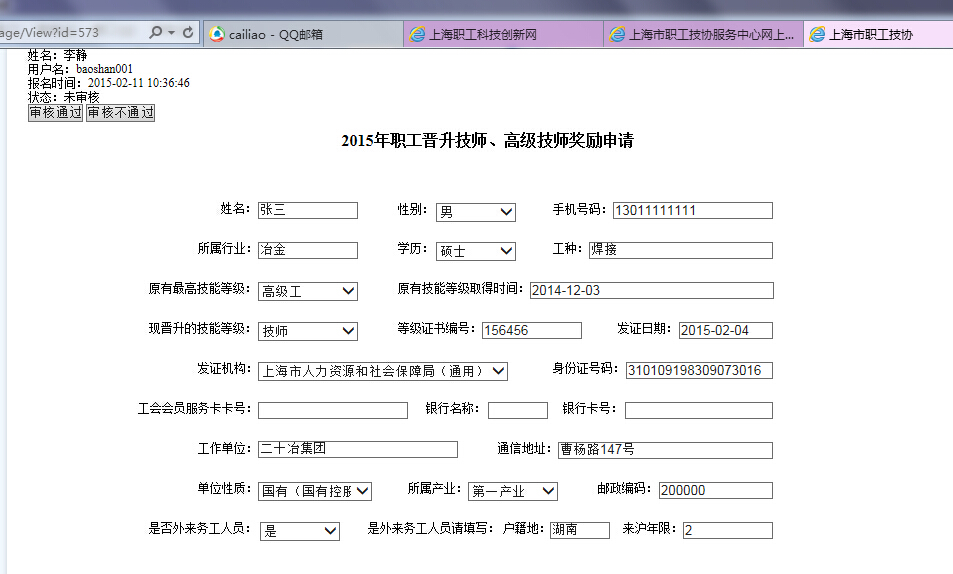 age/View?id=573 cailiao - QQ邮箱 上海职工科技创新网 上海市职工技协服务中心网上... 上海市职工技协
姓名：李静
用户名：baoshan001
报名时间：2015-02-11 10:36:46
状态：未审核
审核通过 审核不通过
2015年职工晋升技师、高级技师奖励申请
姓名：张三 性别：男 手机号码：13011111111
所属行业：冶金 学历：硕士 工种：焊接
原有最高技能等级：高级工 原有技能等级取得时间：2014-12-03
现晋升的技能等级：技师 等级证书编号：156456 发证日期：2015-02-04
发证机构：上海市人力资源和社会保障局（通用） 身份证号码：310109198309073016
工会会员服务卡卡号： 银行名称： 银行卡号：
工作单位：二十冶集团 通信地址：曹杨路147号
单位性质：国有（国有控股 所属产业：第一产业 邮政编码：200000
是否外来务工人员：是 是外来务工人员请填写：户籍地：湖南 来沪年限：2